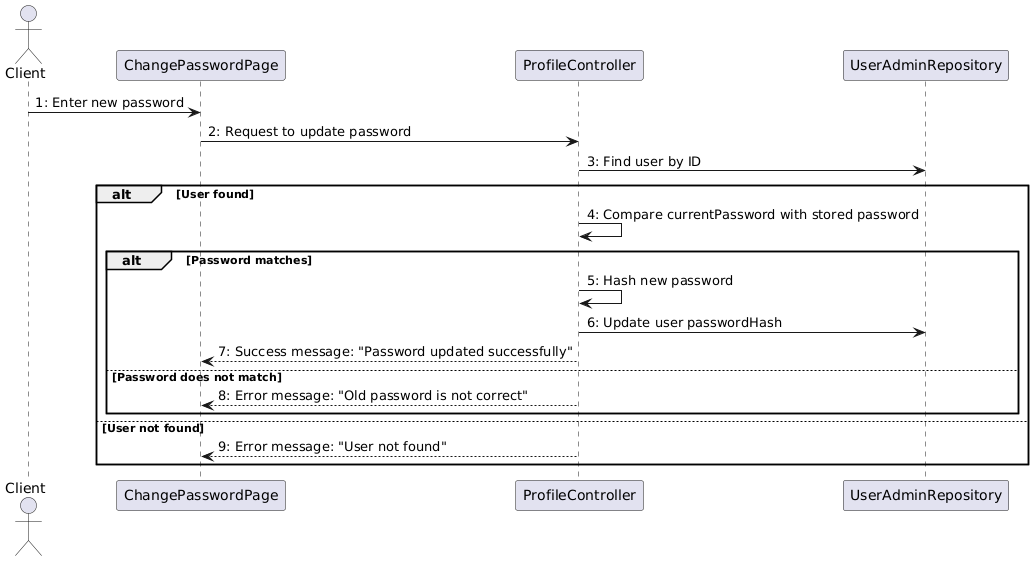 Client
ChangePasswordPage
ProfileController
UserAdminRepository
1: Enter new password
2: Request to update password
3: Find user by ID
alt
[User found]
4: Compare currentPassword with stored password
alt
[Password matches]
5: Hash new password
6: Update user passwordHash
7: Success message: "Password updated successfully"
[Password does not match]
8: Error message: "Old password is not correct"
[User not found]
9: Error message: "User not found"
Client
ChangePasswordPage
ProfileController
UserAdminRepository